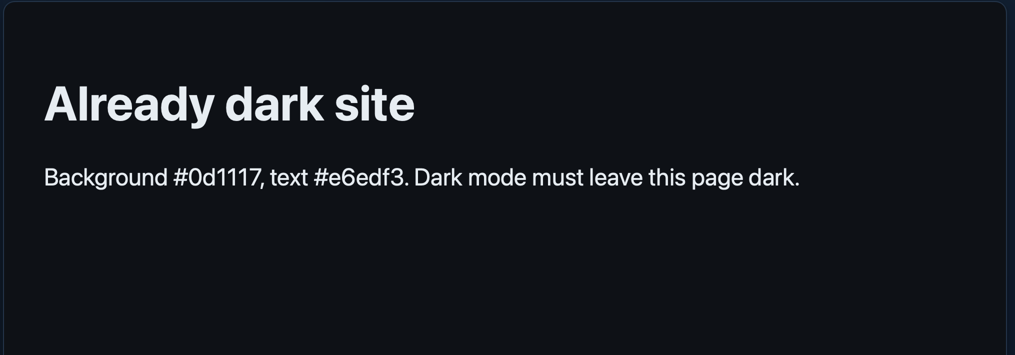 Already dark site
Background #0d1117, text #e6edf3. Dark mode must leave this page dark.